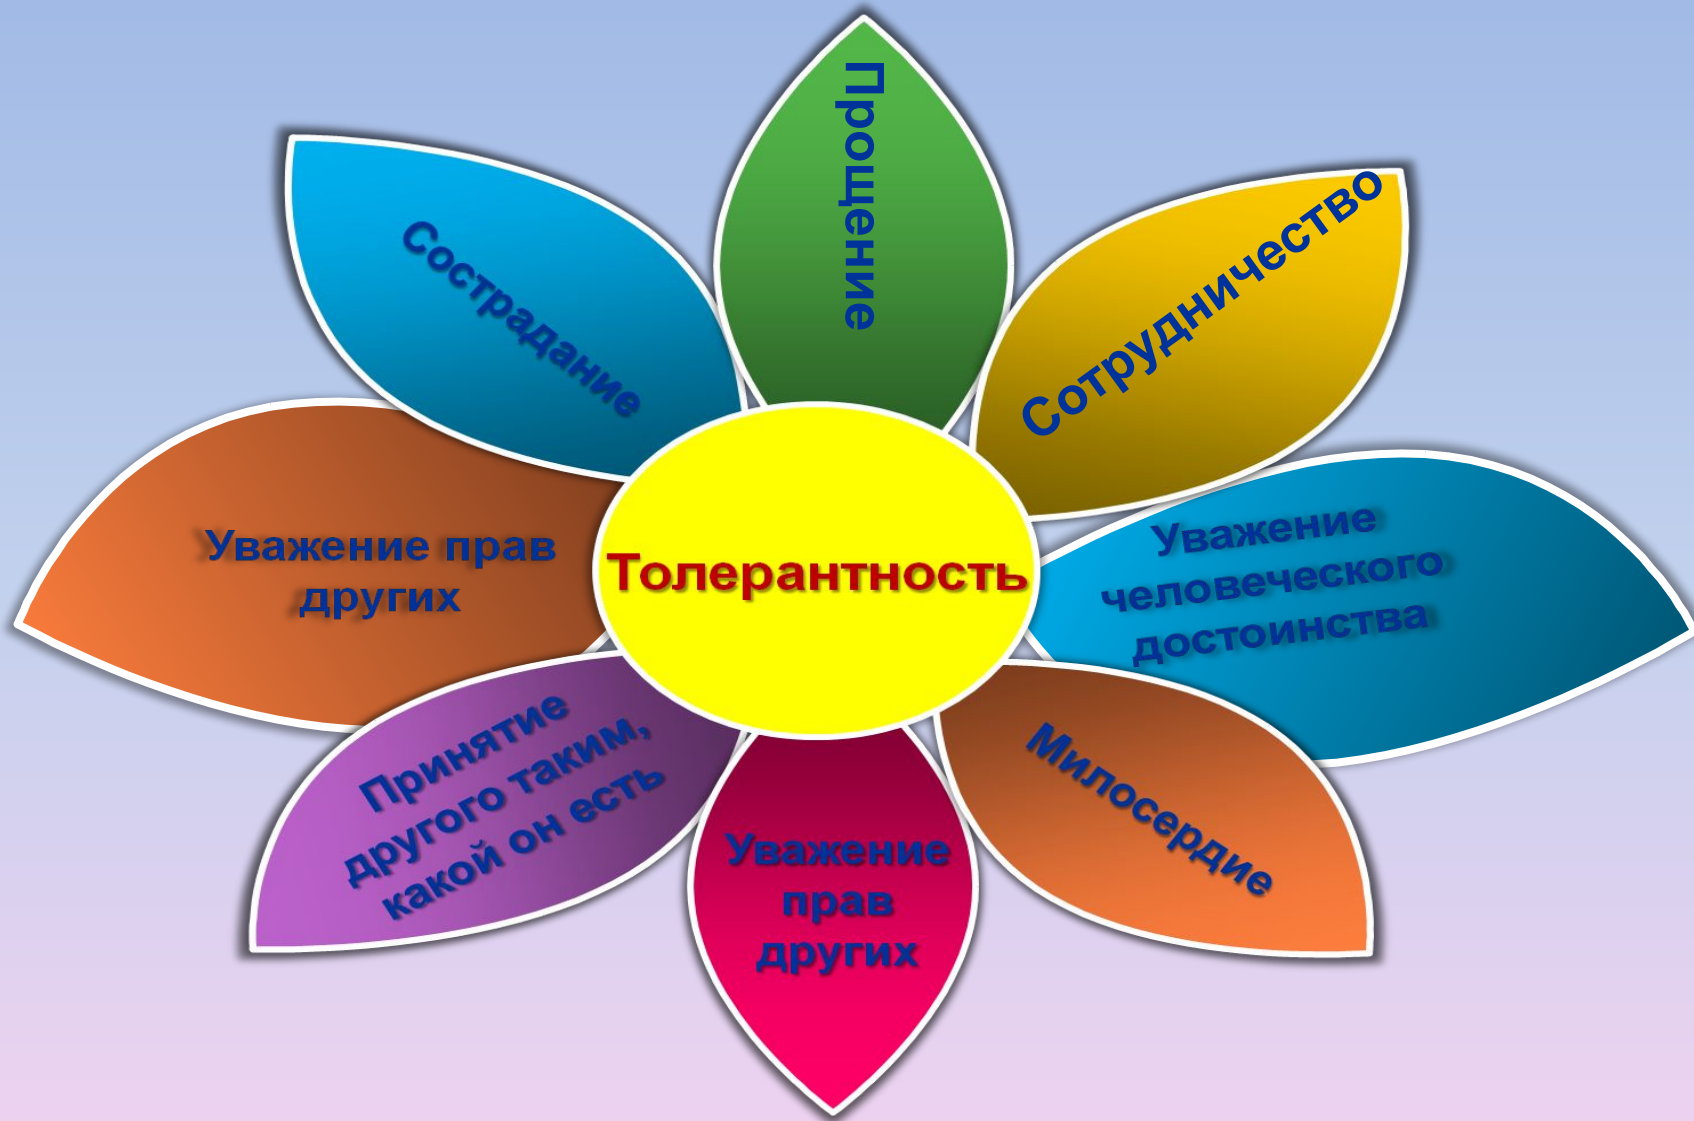 Прощение
Сотрудничество
Сострадание
Уважение
человеческого
достоинства
Уважение прав
других
Толерантность
Принятие
другого таким,
какой он есть
Милосердие
Уважение
прав
других